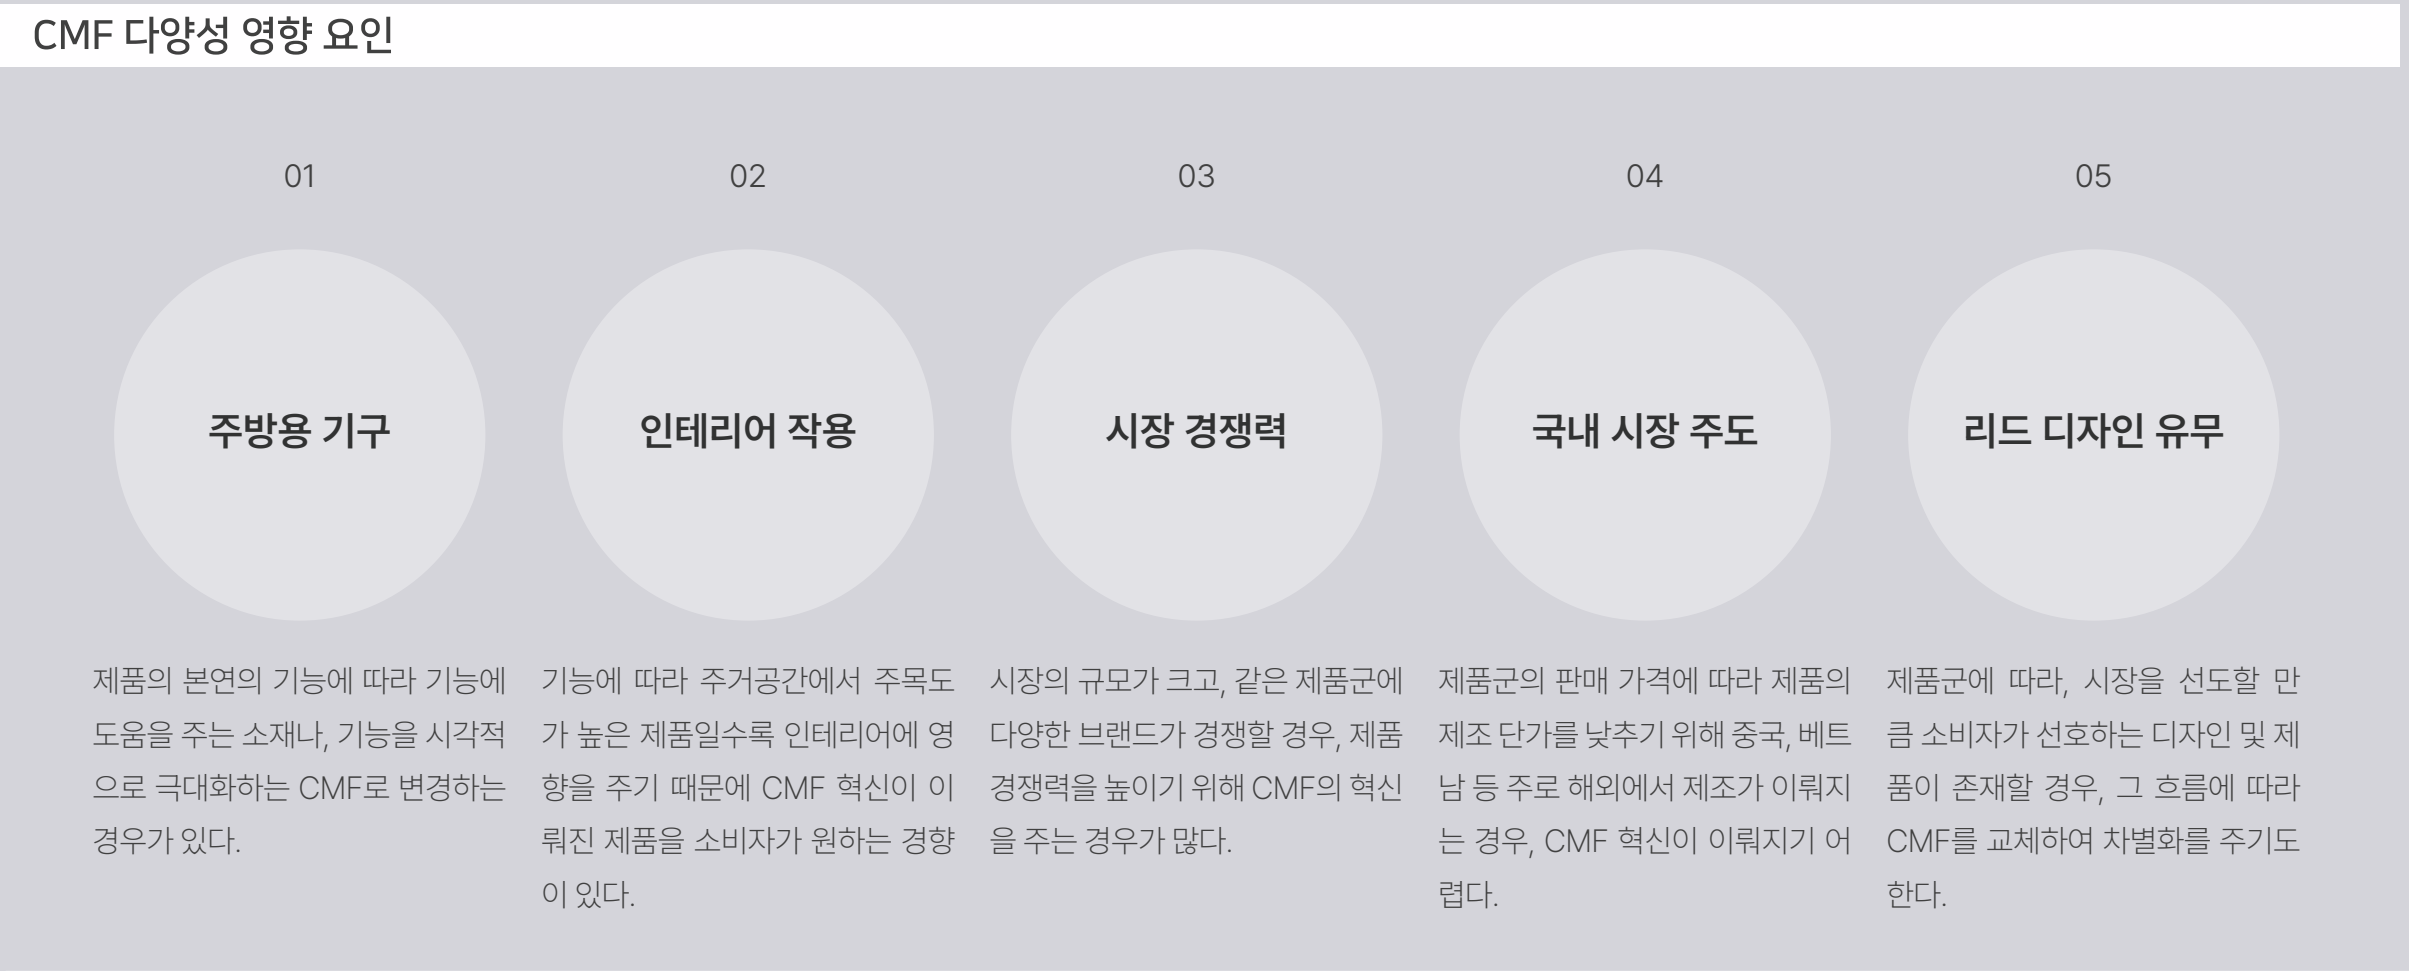 CMF 다양성 영향 요인
01
주방용 기구
제품의 본연의 기능에 따라 기능에
도움을 주는 소재나, 기능을 시각적
으로 극대화하는 CMF로 변경하는
경우가 있다.
02
인테리어 작용
기능에 따라 주거공간에서 주목도
가 높은 제품일수록 인테리어에 영
향을 주기 때문에 CMF 혁신이 이
뤄진 제품을 소비자가 원하는 경향
이 있다.
03
시장 경쟁력
시장의 규모가 크고, 같은 제품군에
다양한 브랜드가 경쟁할 경우, 제품
경쟁력을 높이기 위해 CMF의 혁신
을 주는 경우가 많다.
04
국내 시장 주도
제품군의 판매 가격에 따라 제품의
제조 단가를 낮추기 위해 중국, 베트
남 등 주로 해외에서 제조가 이뤄지
는 경우, CMF 혁신이 이뤄지기 어
렵다.
05
리드 디자인 유무
제품군에 따라, 시장을 선도할 만
큼 소비자가 선호하는 디자인 및 제
품이 존재할 경우, 그 흐름에 따라
CMF를 교체하여 차별화를 주기도
한다.